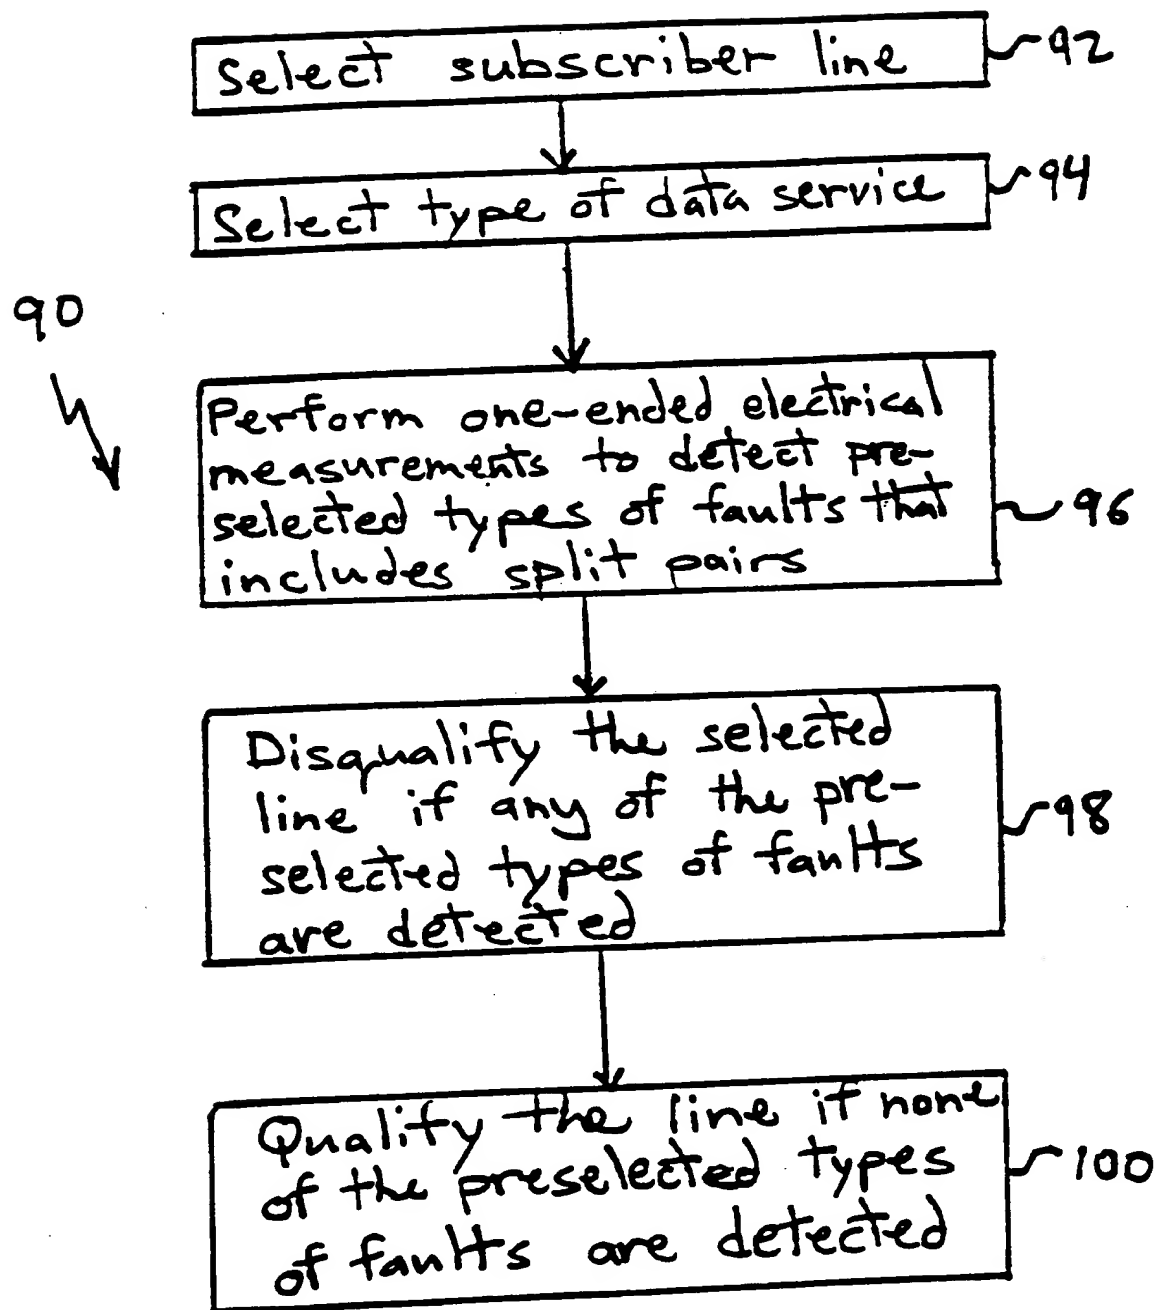 Select subscriber line
92
Select type of data service
94
90
Perform one-ended electrical
measurements to detect pre-
selected types of faults that
includes split pairs
96
Disqualify the selected
line if any of the pre-
selected types of faults
are detected
98
Qualify the line if none
of the preselected types
of faults are detected
100